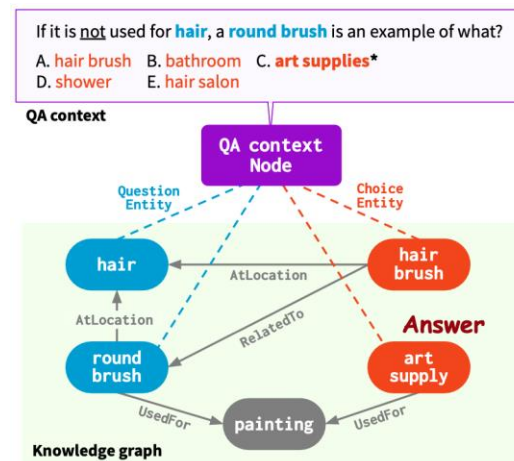 If it is not used for hair, a round brush is an example of what?
A. hair brush B. bathroom C. art supplies*
D. shower E. hair salon
QA context
QA context
Node
Question
Entity
Choice
Entity
hair
AtLocation
hair
brush
AtLocation
RelatedTo
Answer
round
brush
art
supply
UsedFor
painting
UsedFor
Knowledge graph